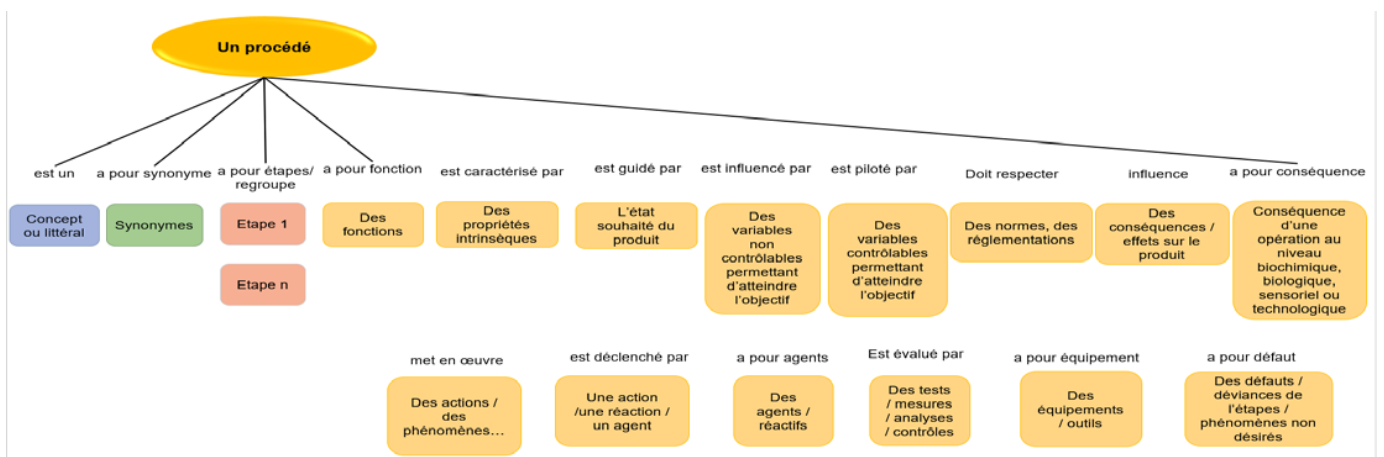 Un procédé
est un
a pour synonyme
a pour étapes/
regroupe
a pour fonction
est caractérisé par
est guidé par
est influencé par
est piloté par
Doit respecter
influence
a pour conséquence
Concept
ou littéral
Synonymes
Etape 1
Etape n
Des
fonctions
Des
propriétés
intrinsèques
L'état
souhaité du
produit
Des
variables
non
contrôlables
permettant
d'atteindre
l'objectif
Des
variables
contrôlables
permettant
d'atteindre
l'objectif
Des normes, des
réglementations
Des
conséquences /
effets sur le
produit
Conséquence
d'une
opération au
niveau
biochimique,
biologique,
sensoriel ou
technologique
met en œuvre
est déclenché par
a pour agents
Est évalué par
a pour équipement
a pour défaut
Des actions /
des
phénomènes…
Une action
/une réaction /
un agent
Des
agents /
réactifs
Des tests
/ mesures
/ analyses
/ contrôles
Des
équipements
/ outils
Des défauts /
déviances de
l'étapes /
phénomènes non
désirés